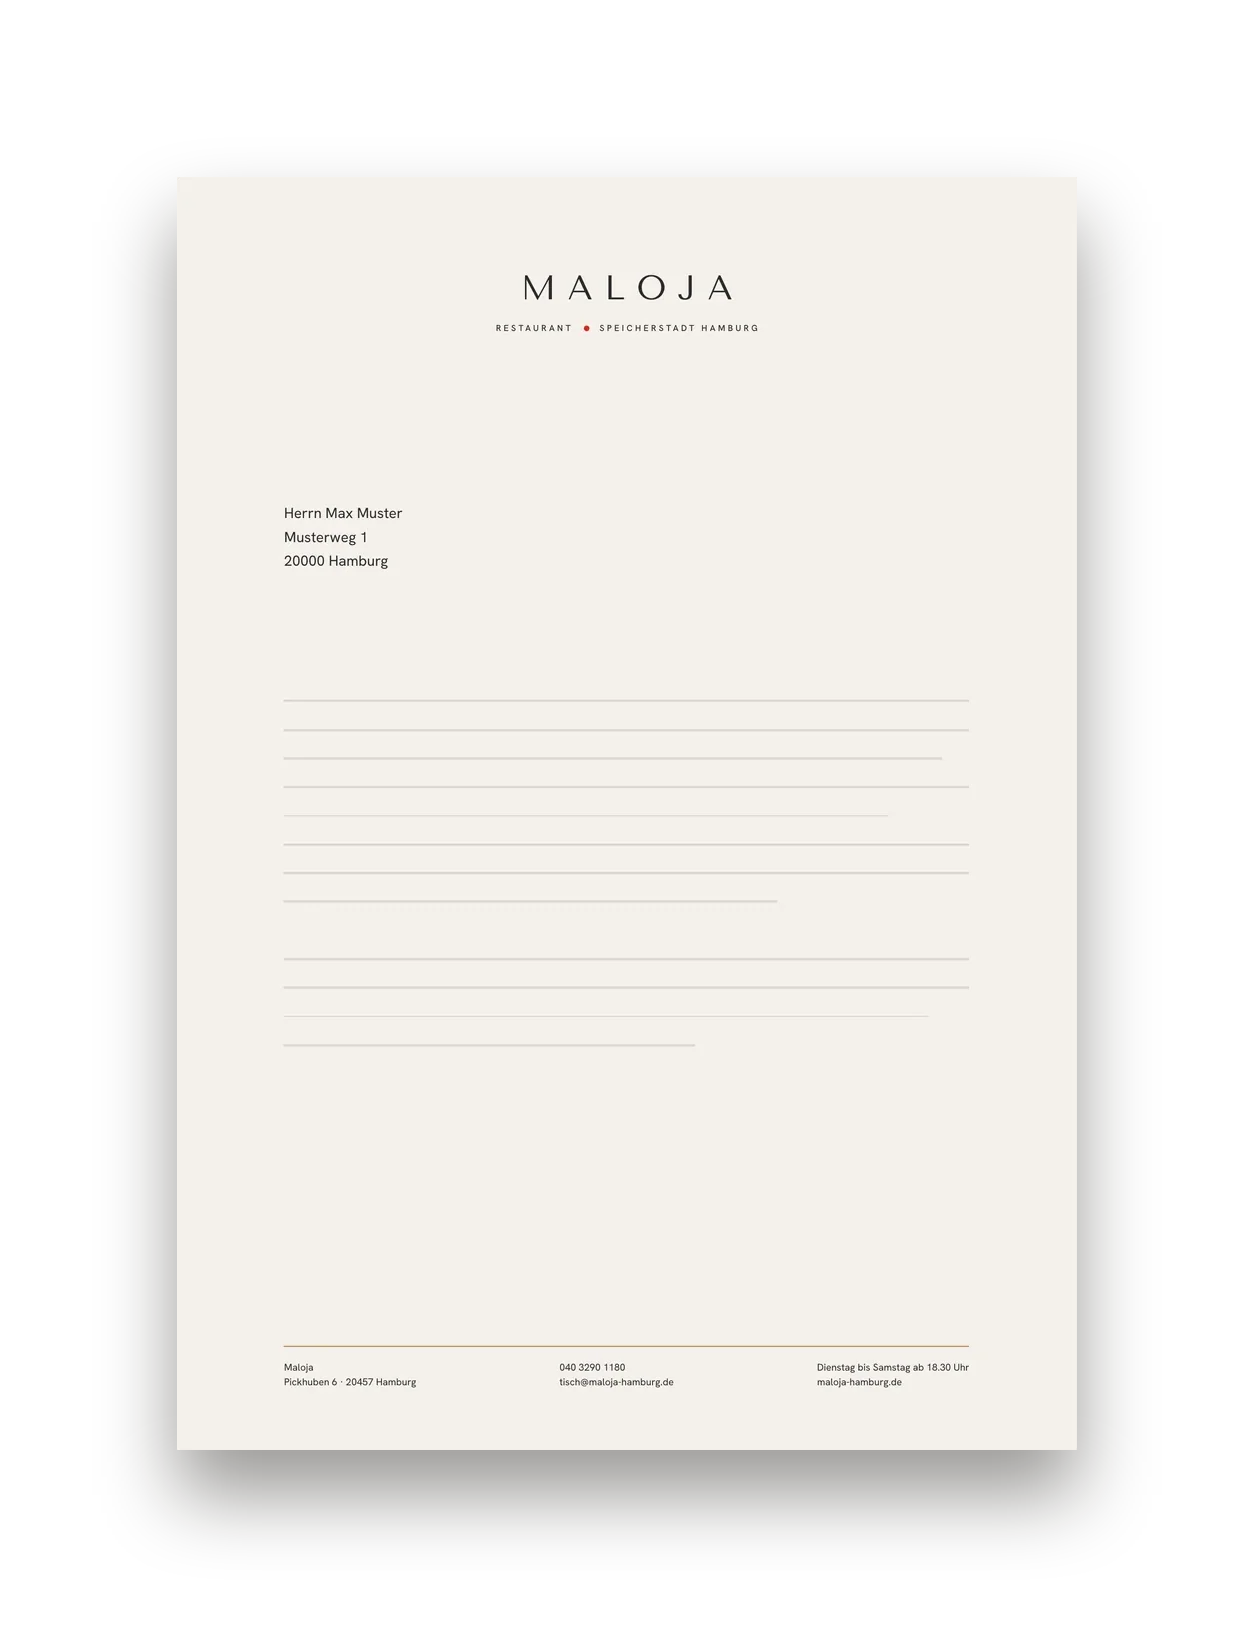 MALOJA
RESTAURANT • SPEICHERSTADT HAMBURG
Herrn Max Muster
Musterweg 1
20000 Hamburg
Maloja
Pickhuben 6 · 20457 Hamburg
040 3290 1180
tisch@maloja-hamburg.de
Dienstag bis Samstag ab 18.30 Uhr
maloja-hamburg.de